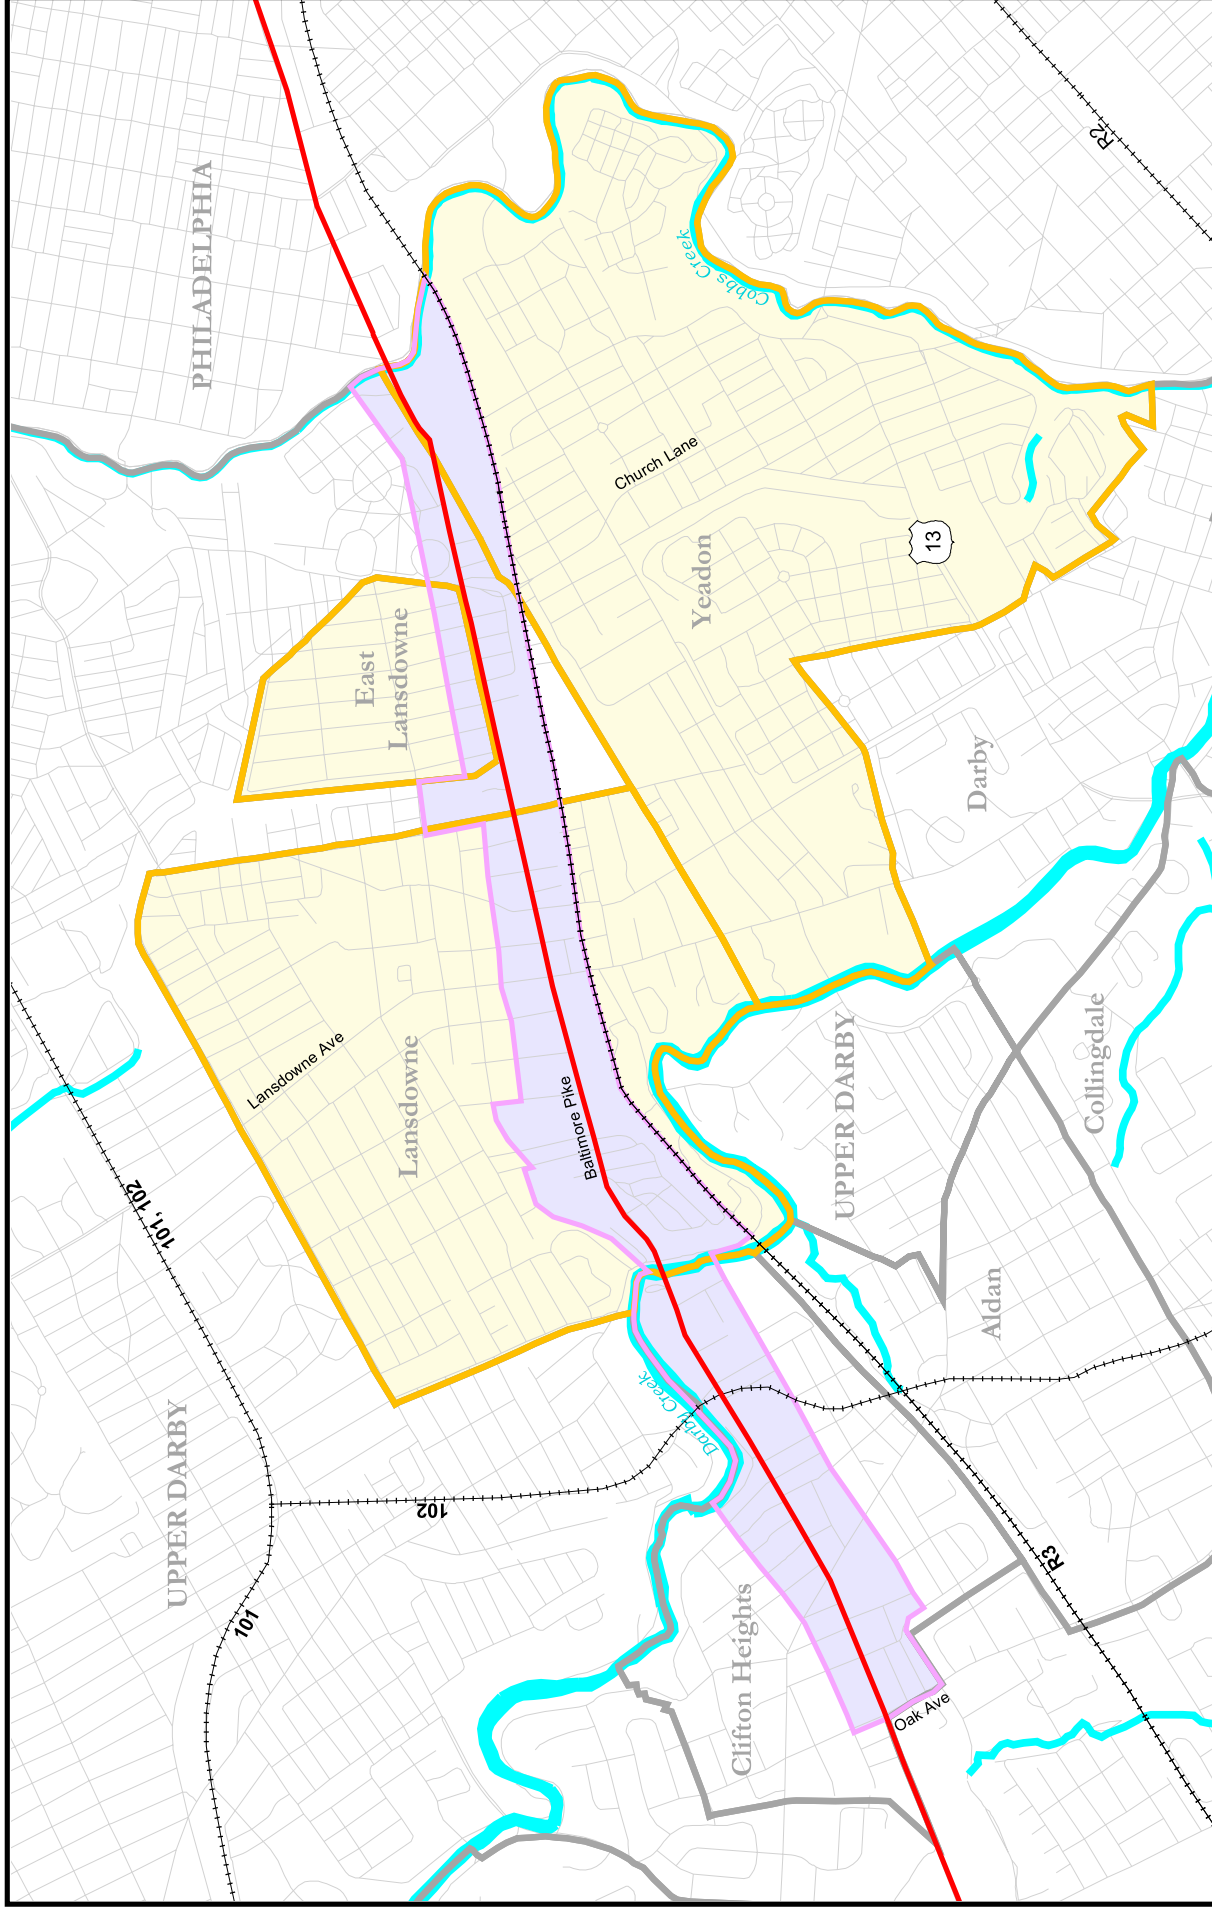 PHILADELPHIA
R2
Cobbs Creek
Church Lane
13
Yeadon
East
Lansdowne
Darby
Lansdowne Ave
Lansdowne
Baltimore Pike
UPPER DARBY
Collingdale
101, 102
Aldan
Darby Creek
UPPER DARBY
102
101
R3
Clifton Heights
Oak Ave